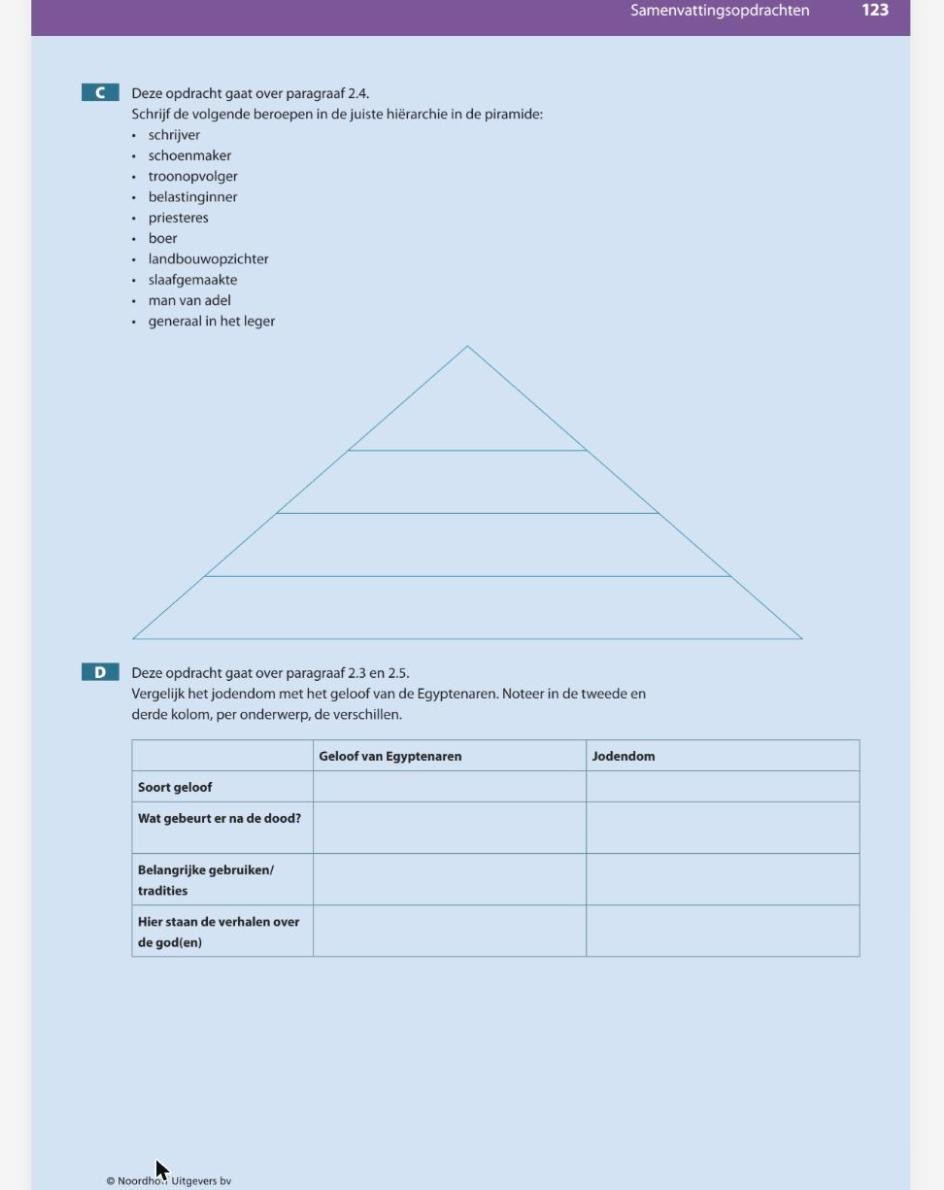 Samenvattingsopdrachten 123
C Deze opdracht gaat over paragraaf 2.4.
Schrijf de volgende beroepen in de juiste hiërarchie in de piramide:
• schrijver
• schoenmaker
• troonopvolger
• belastinginner
• priesteres
• boer
• landbouwopzichter
• slaafgemaakte
• man van adel
• generaal in het leger
D Deze opdracht gaat over paragraaf 2.3 en 2.5.
Vergelijk het jodendom met het geloof van de Egyptenaren. Noteer in de tweede en
derde kolom, per onderwerp, de verschillen.
Geloof van Egyptenaren Jodendom
Soort geloof
Wat gebeurt er na de dood?
Belangrijke gebruiken/
tradities
Hier staan de verhalen over
de god(en)
© Noordhoff Uitgevers bv